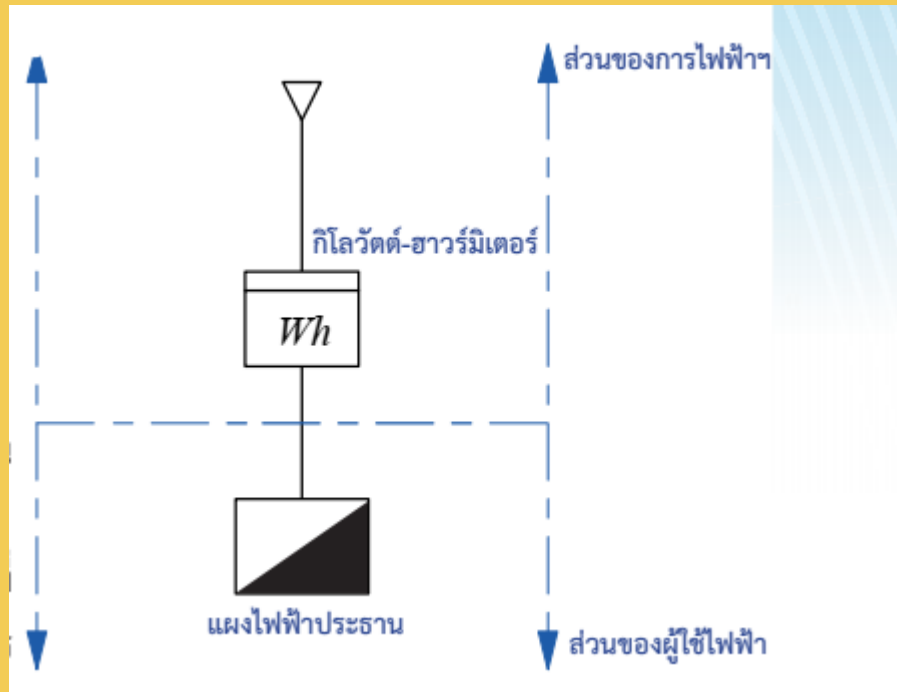 ส่วนของการไฟฟ้าฯ
กิโลวัตต์-ฮาวร์มิเตอร์
Wh
แผงไฟฟ้าประธาน
ส่วนของผู้ใช้ไฟฟ้า